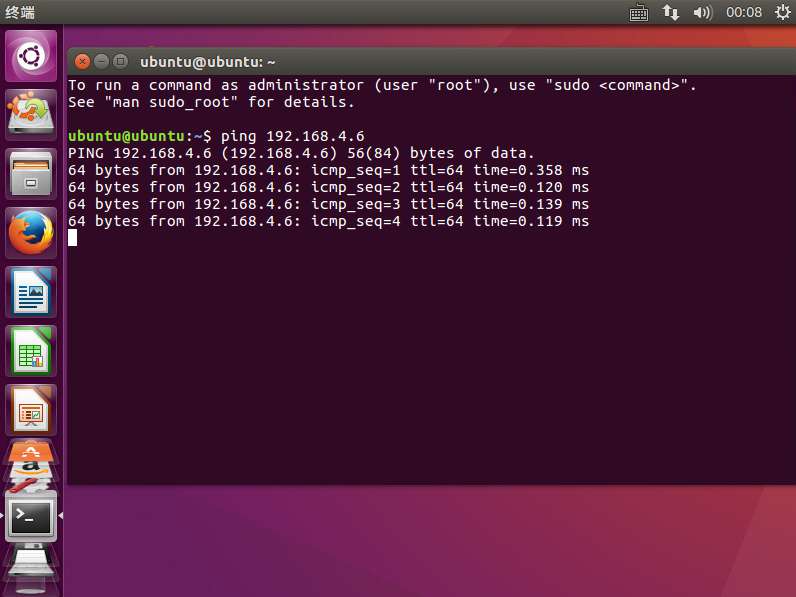 终端
00:08
ubuntu@ubuntu: ~
To run a command as administrator (user "root"), use "sudo <command>".
See "man sudo_root" for details.
ubuntu@ubuntu:~$ ping 192.168.4.6
PING 192.168.4.6 (192.168.4.6) 56(84) bytes of data.
64 bytes from 192.168.4.6: icmp_seq=1 ttl=64 time=0.358 ms
64 bytes from 192.168.4.6: icmp_seq=2 ttl=64 time=0.120 ms
64 bytes from 192.168.4.6: icmp_seq=3 ttl=64 time=0.139 ms
64 bytes from 192.168.4.6: icmp_seq=4 ttl=64 time=0.119 ms